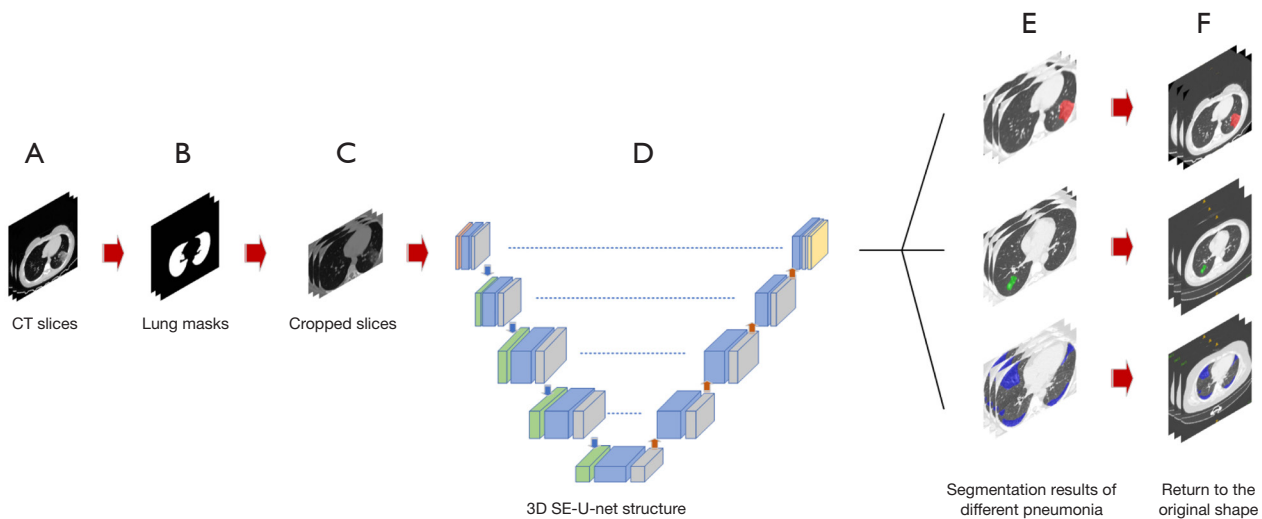 A
B
C
D
E
F
CT slices
Lung masks
Cropped slices
3D SE-U-net structure
Segmentation results of
different pneumonia
Return to the
original shape